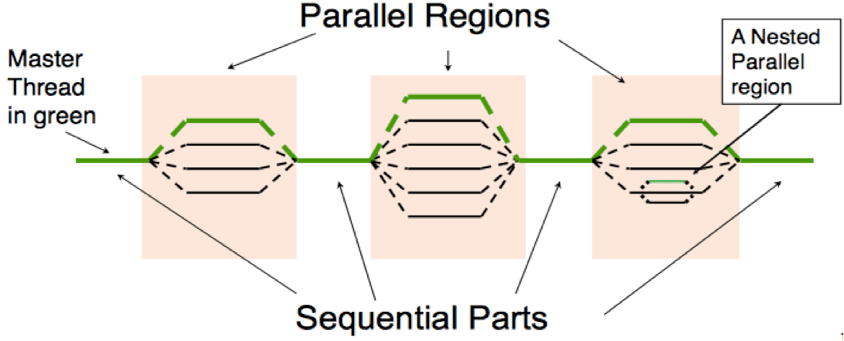 Parallel Regions
Master
Thread
in green
A Nested
Parallel
region
Sequential Parts